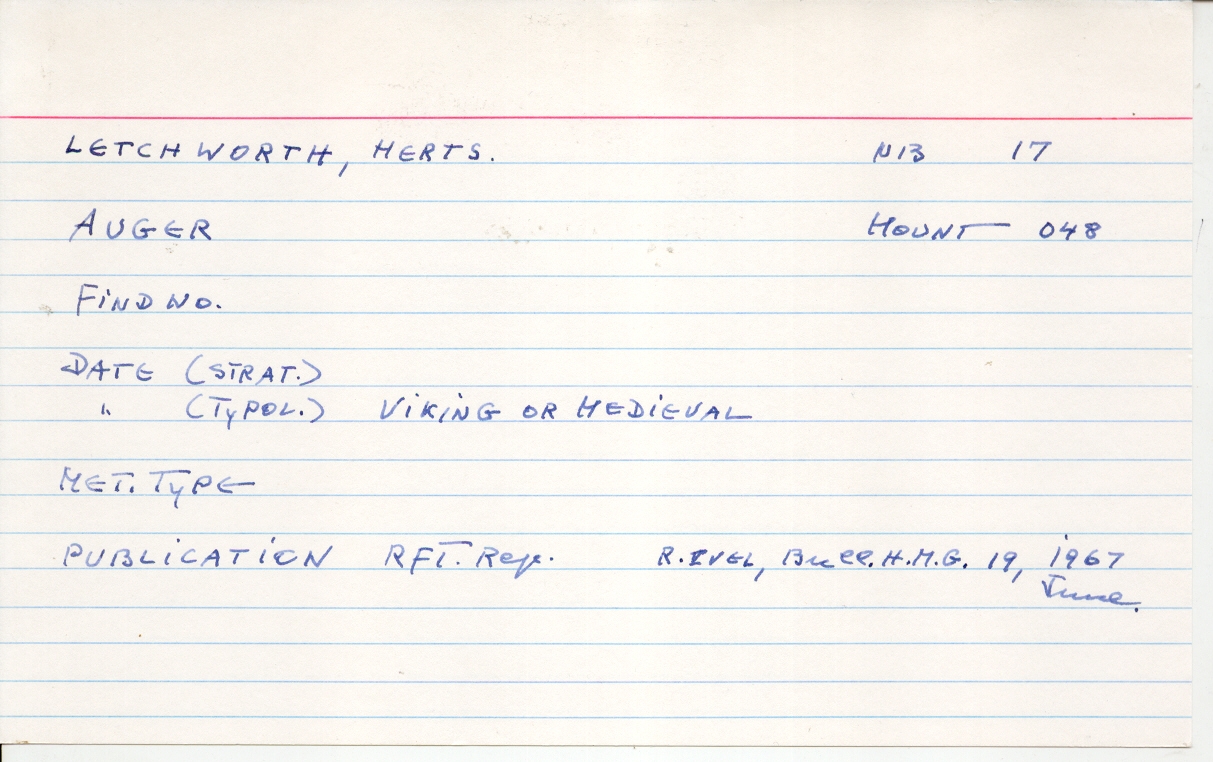 LETCHWORTH, HERTS. N13 17
AUGER MOUNT 048
FIND NO.
DATE (STRAT.)
" (TYPOL.) VIKING OR MEDIEVAL
MET. TYPE
PUBLICATION RFT. Rep. R. IVEL, Bull. H.M.G. 19, 1967
June.